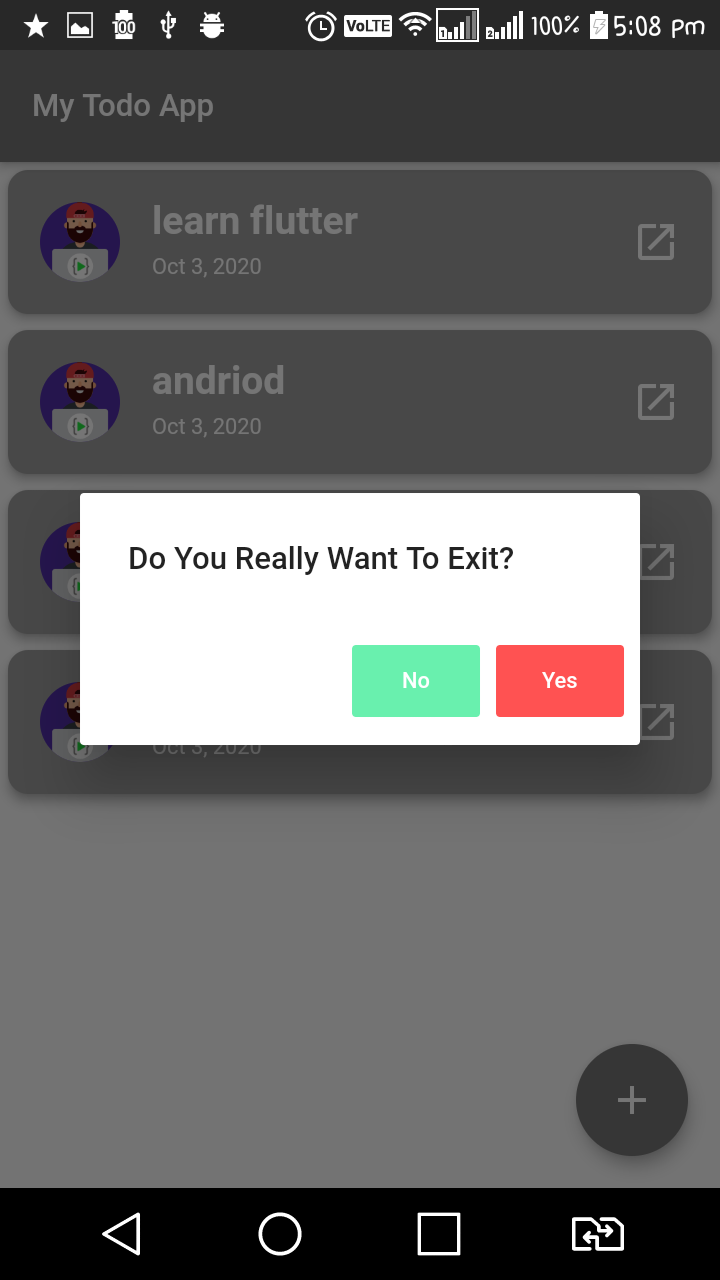 100 VoLTE 1 2 100% 5:08 pm
My Todo App
learn flutter
Oct 3, 2020
andriod
Oct 3, 2020
Do You Really Want To Exit?
No Yes
Oct 3, 2020